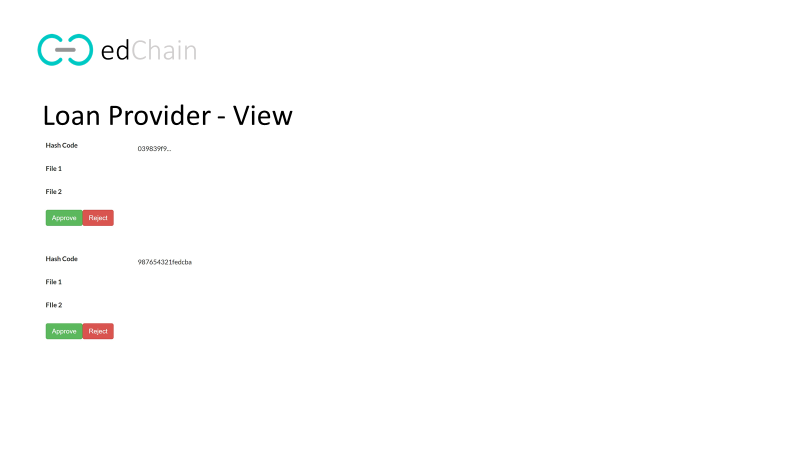 edChain
Loan Provider - View
Hash Code 039839f9...
File 1
File 2
Approve Reject
Hash Code 987654321fedcba
File 1
File 2
Approve Reject